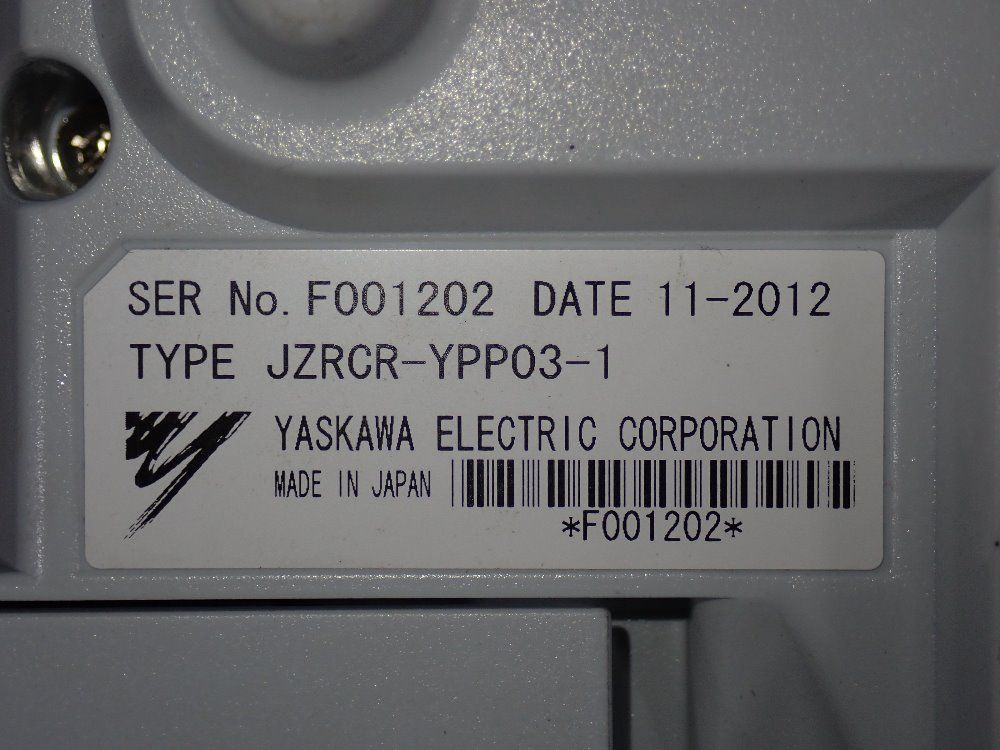 SER No. F001202 DATE 11-2012
TYPE JZRCR-YPP03-1
YASKAWA ELECTRIC CORPORATION
MADE IN JAPAN
*F001202*